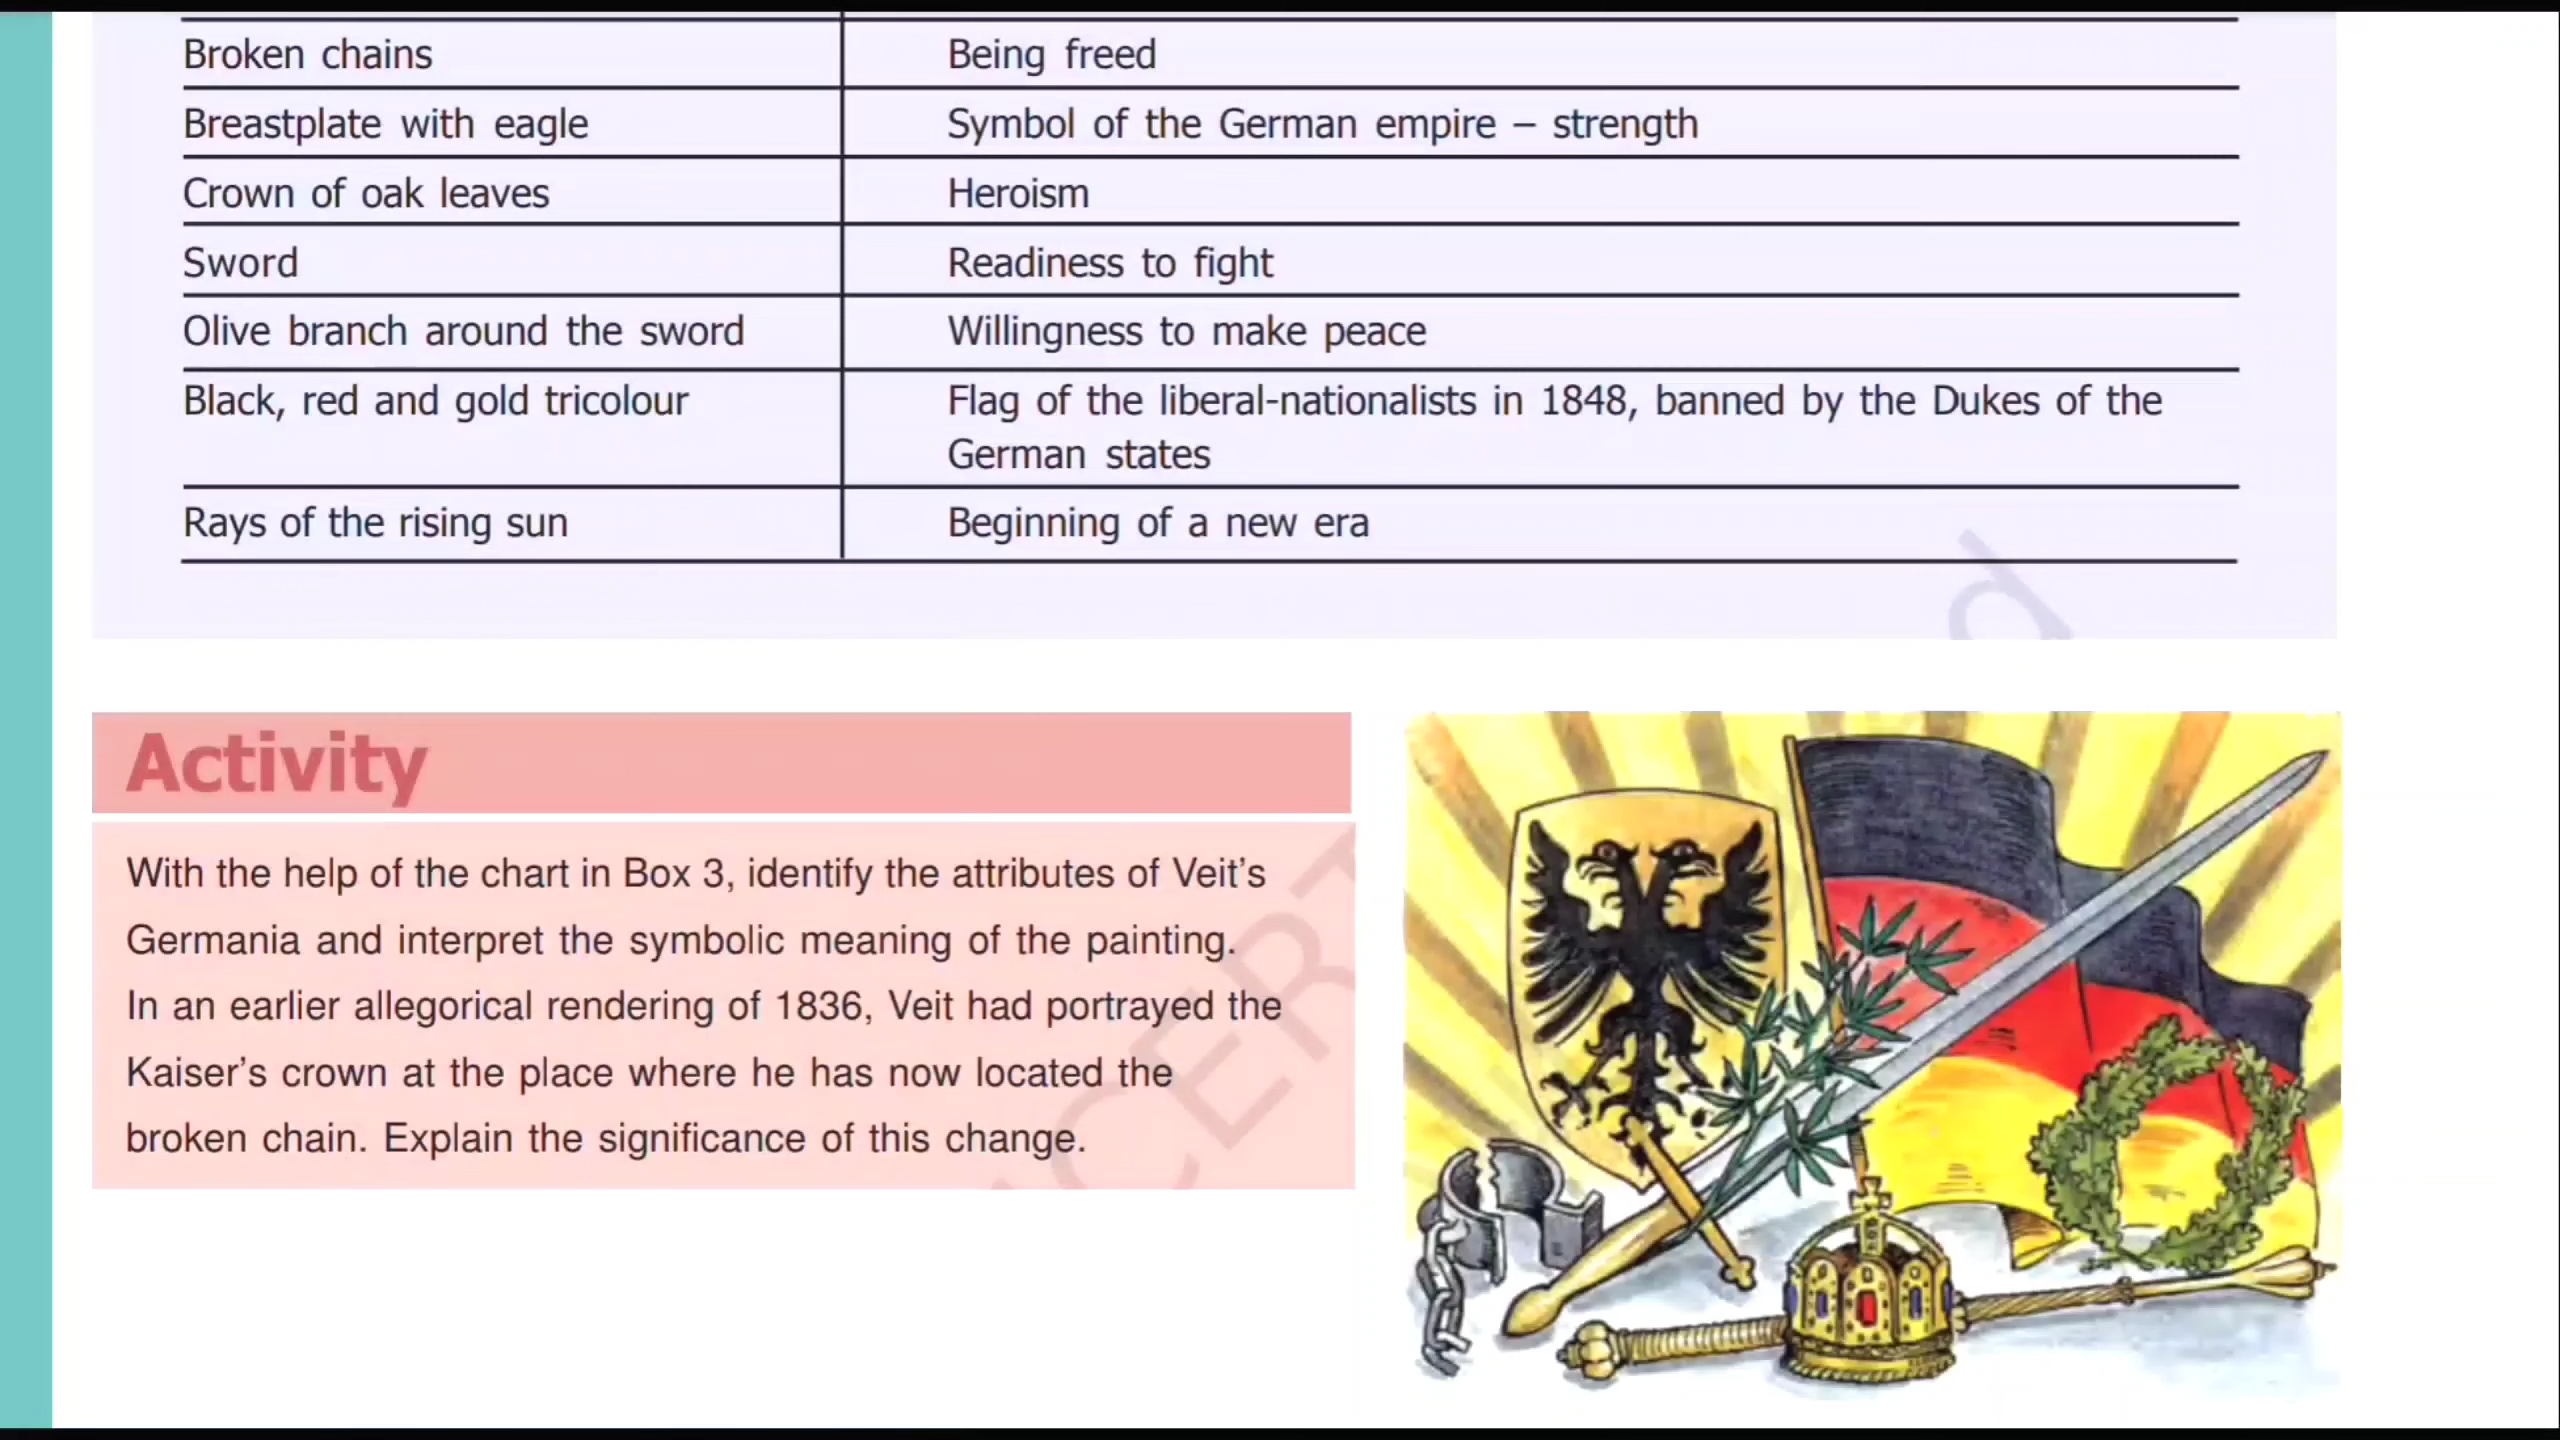 Broken chains
Being freed
Breastplate with eagle
Symbol of the German empire – strength
Crown of oak leaves
Heroism
Sword
Readiness to fight
Olive branch around the sword
Willingness to make peace
Black, red and gold tricolour
Flag of the liberal-nationalists in 1848, banned by the Dukes of the
German states
Rays of the rising sun
Beginning of a new era
Activity
With the help of the chart in Box 3, identify the attributes of Veit’s
Germania and interpret the symbolic meaning of the painting.
In an earlier allegorical rendering of 1836, Veit had portrayed the
Kaiser’s crown at the place where he has now located the
broken chain. Explain the significance of this change.